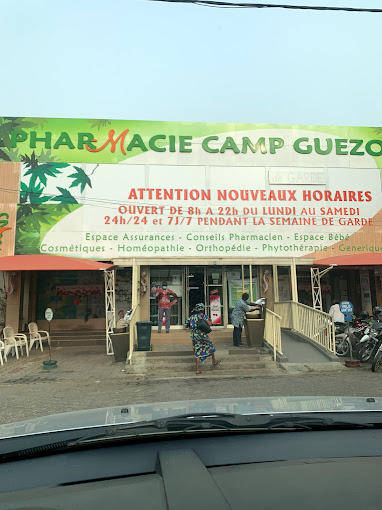 PHARMACIE CAMP GUEZO
DE GARDE
ATTENTION NOUVEAUX HORAIRES
OUVERT DE 8h A 22h DU LUNDI AU SAMEDI
24h/24 et 7J/7 PENDANT LA SEMAINE DE GARDE
Espace Assurances - Conseils Pharmacien - Espace Bébé
Cosmétiques - Homéopathie - Orthopédie - Phytothérapie - Generique